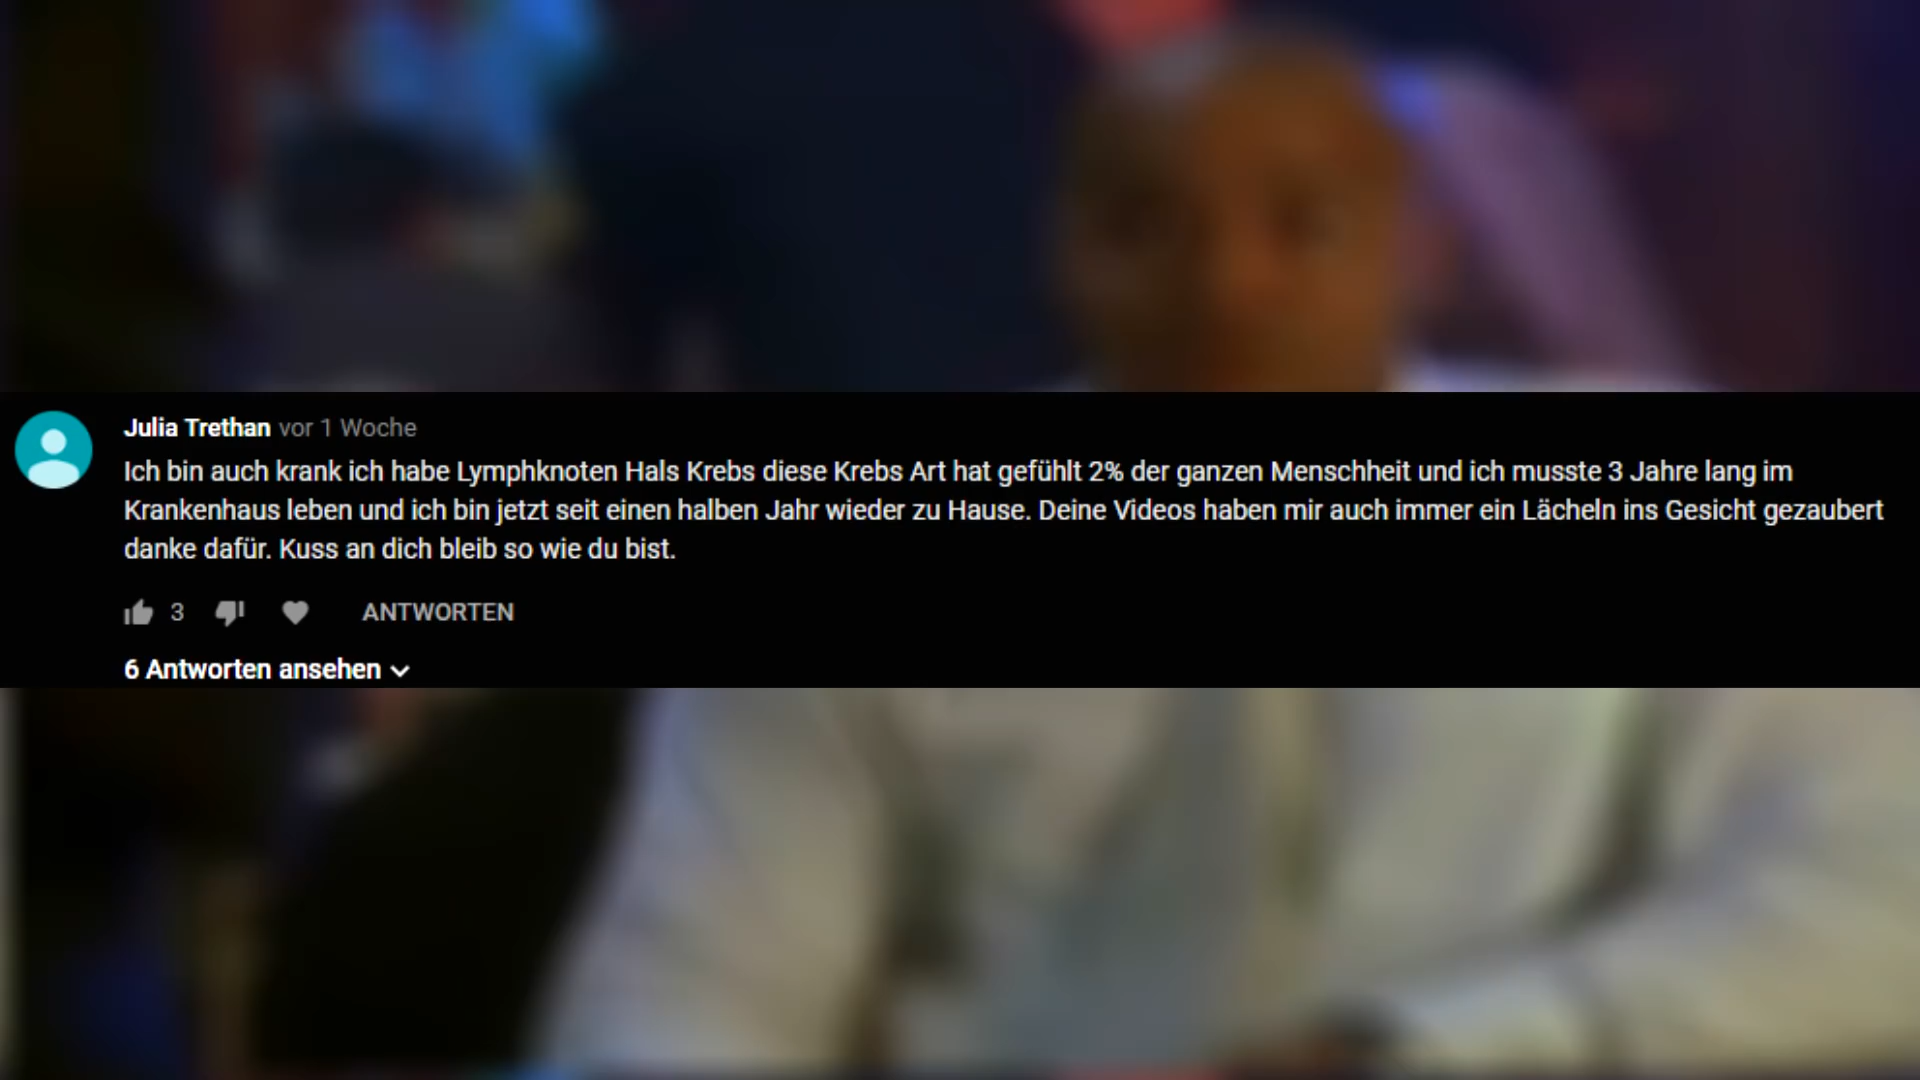 Julia Trethan vor 1 Woche
Ich bin auch krank ich habe Lymphknoten Hals Krebs diese Krebs Art hat gefühlt 2% der ganzen Menschheit und ich musste 3 Jahre lang im
Krankenhaus leben und ich bin jetzt seit einen halben Jahr wieder zu Hause. Deine Videos haben mir auch immer ein Lächeln ins Gesicht gezaubert
danke dafür. Kuss an dich bleib so wie du bist.
3 ANTWORTEN
6 Antworten ansehen